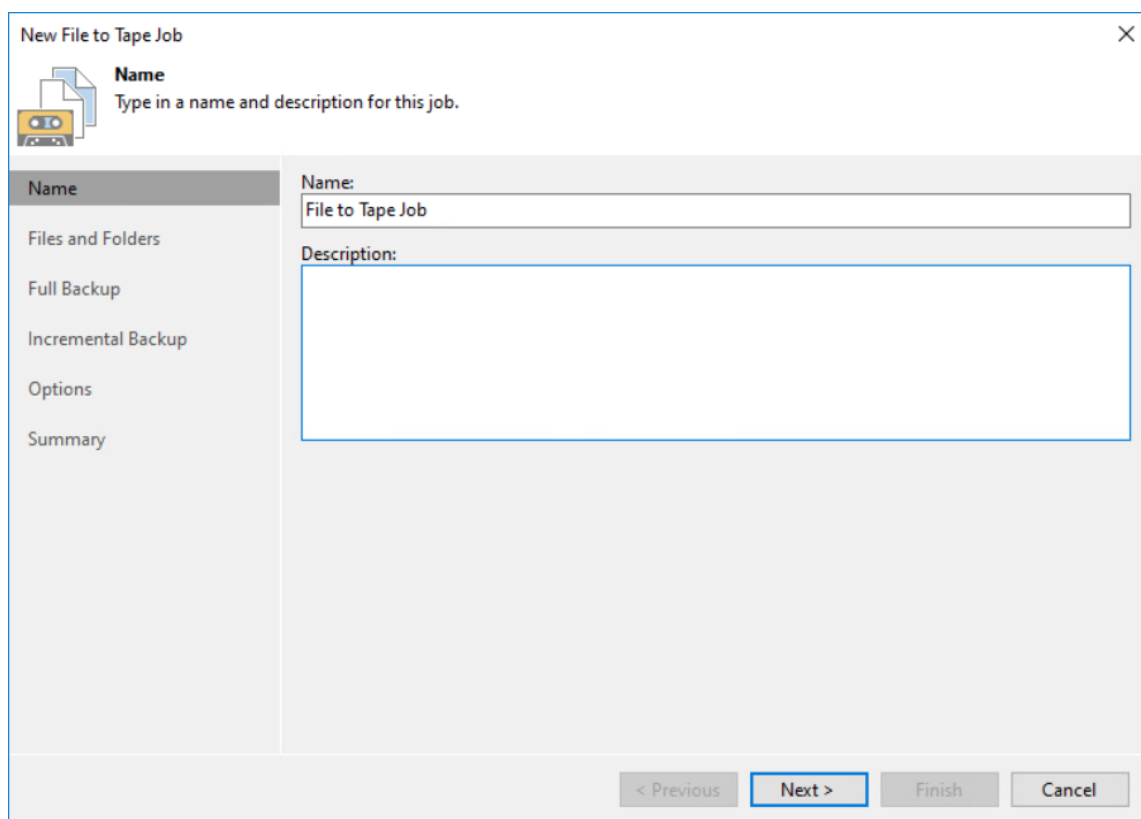 New File to Tape Job
Name
Type in a name and description for this job.
Name
Files and Folders
Full Backup
Incremental Backup
Options
Summary
Name:
File to Tape Job
Description:
< Previous
Next >
Finish
Cancel